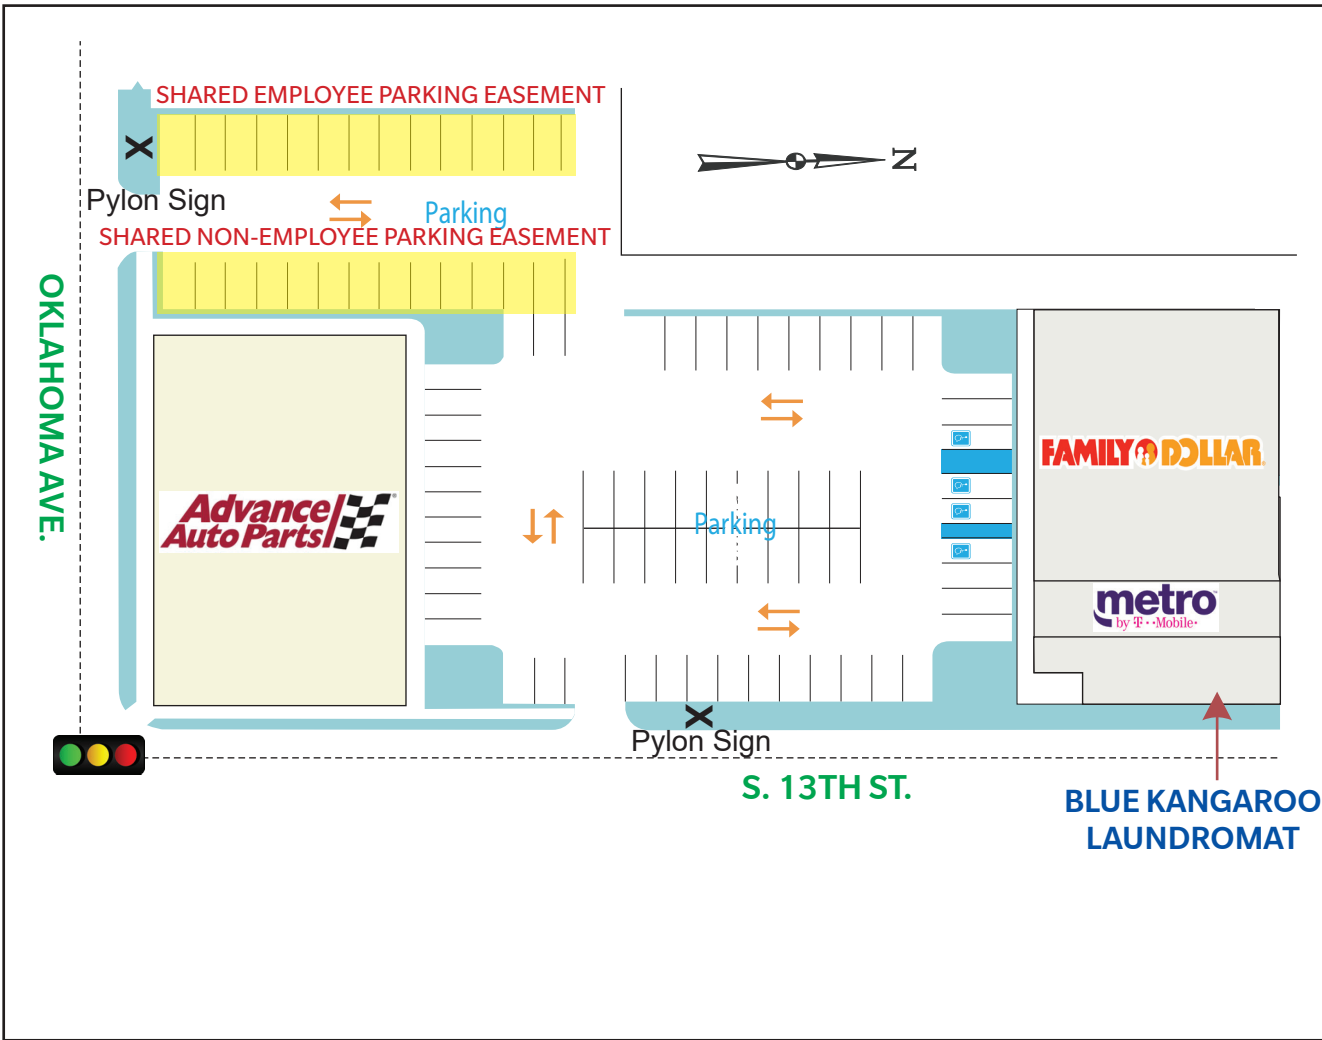 SHARED EMPLOYEE PARKING EASEMENT
X
N
Pylon Sign
Parking
SHARED NON-EMPLOYEE PARKING EASEMENT
OKLAHOMA AVE.
FAMILY DOLLAR
Advance
Auto Parts
Parking
metro
by T-Mobile
X
Pylon Sign
S. 13TH ST.
BLUE KANGAROO
LAUNDROMAT